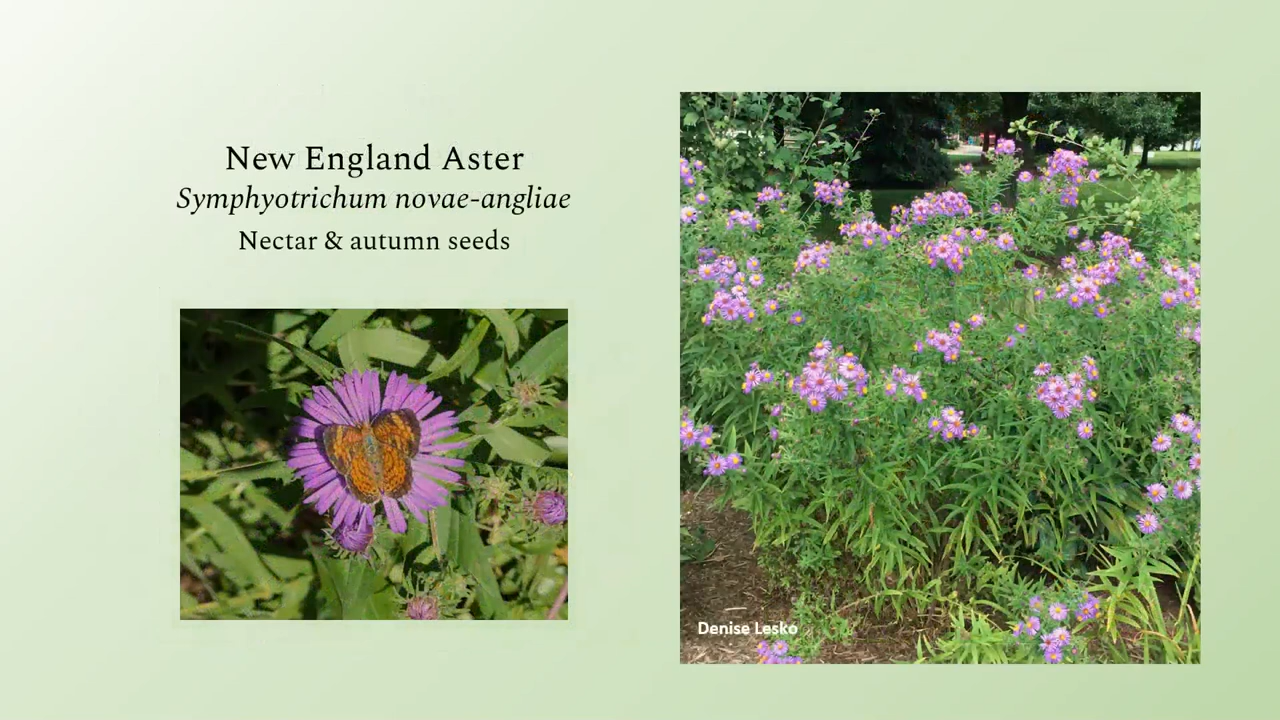 New England Aster
Symphyotrichum novae-angliae
Nectar & autumn seeds
Denise Lesko